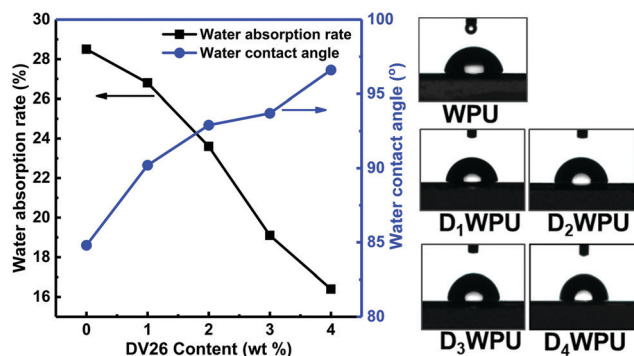 30
28
26
24
22
20
18
16
Water absorption rate (%)
Water absorption rate
Water contact angle
100
95
90
85
80
Water contact angle (°)
0 1 2 3 4
DV26 Content (wt %)
WPU
D₁WPU D₂WPU
D₃WPU D₄WPU